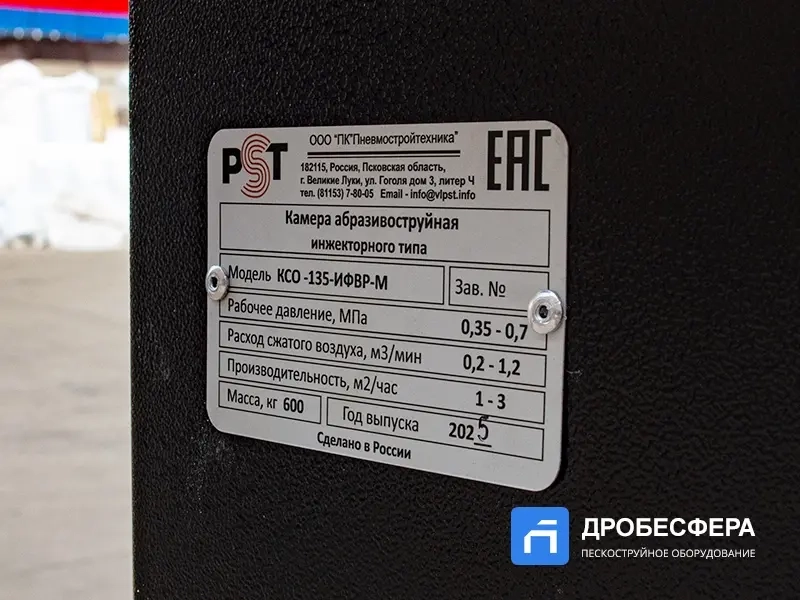 PST
ООО "ПК"Пневмостройтехника"
182115, Россия, Псковская область,
г. Великие Луки, ул. Гоголя дом 3, литер Ч
тел. (81153) 7-80-05 Email - info@vlpst.info
ЕАС
Камера абразивоструйная
инжекторного типа
Модель КСО -135-ИФВР-М
Зав. №
Рабочее давление, МПа 0,35 - 0,7
Расход сжатого воздуха, м3/мин 0,2 - 1,2
Производительность, м2/час 1 - 3
Масса, кг 600
Год выпуска 2025
Сделано в России
ДРОБЕСФЕРА
ПЕСКОСТРУЙНОЕ ОБОРУДОВАНИЕ